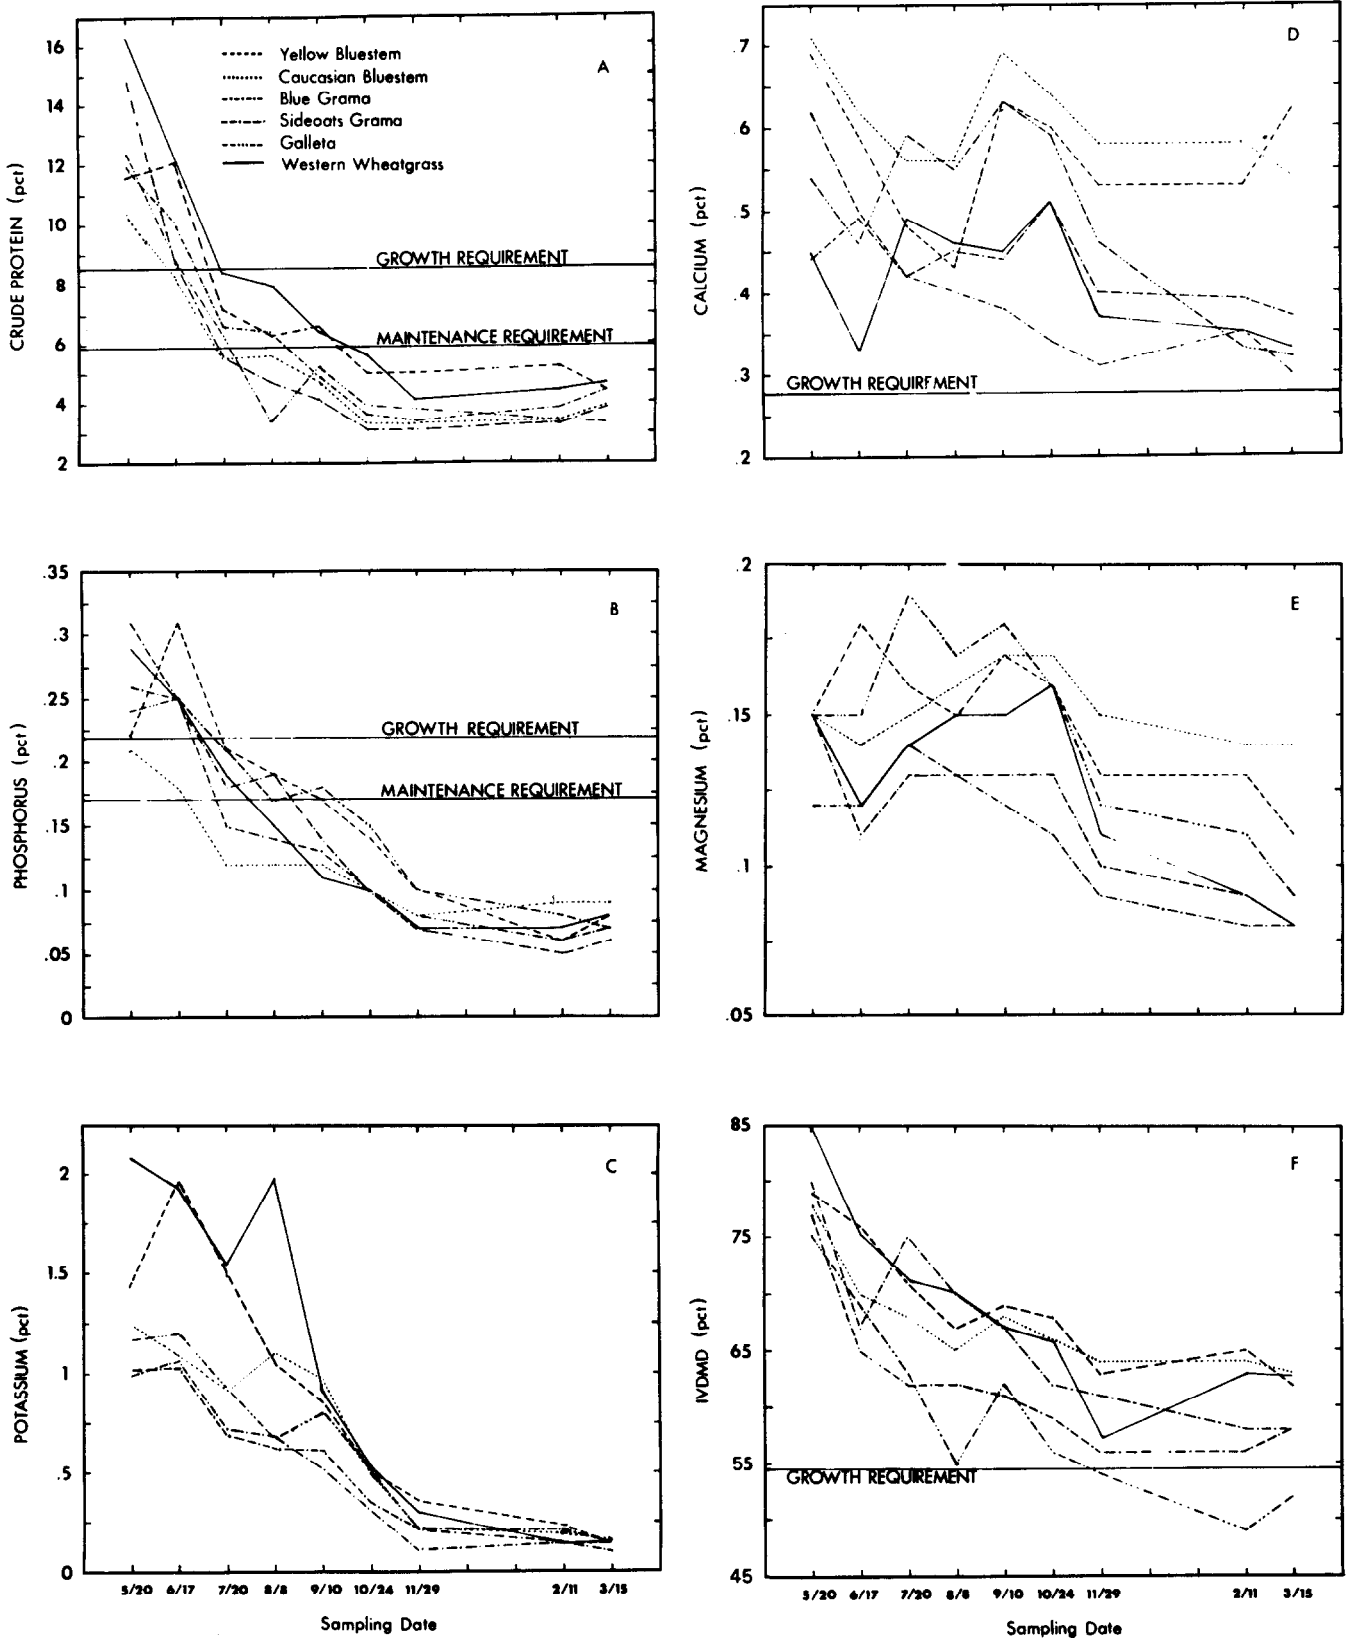 A
16
14
12
10
8
6
4
2
CRUDE PROTEIN (pct)
Yellow Bluestem
Caucasian Bluestem
Blue Grama
Sideoats Grama
Galleta
Western Wheatgrass
GROWTH REQUIREMENT
MAINTENANCE REQUIREMENT
D
.7
.6
.5
.4
.3
.2
CALCIUM (pct)
GROWTH REQUIREMENT
B
.35
.3
.25
.2
.15
.1
.05
0
PHOSPHORUS (pct)
GROWTH REQUIREMENT
MAINTENANCE REQUIREMENT
E
.2
.15
.1
.05
MAGNESIUM (pct)
C
2
1.5
1
.5
0
POTASSIUM (pct)
5/20 6/17 7/20 8/8 9/10 10/24 11/29 2/11 3/15
Sampling Date
F
85
75
65
55
45
IVDMD (pct)
GROWTH REQUIREMENT
5/20 6/17 7/20 8/8 9/10 10/24 11/29 2/11 3/15
Sampling Date